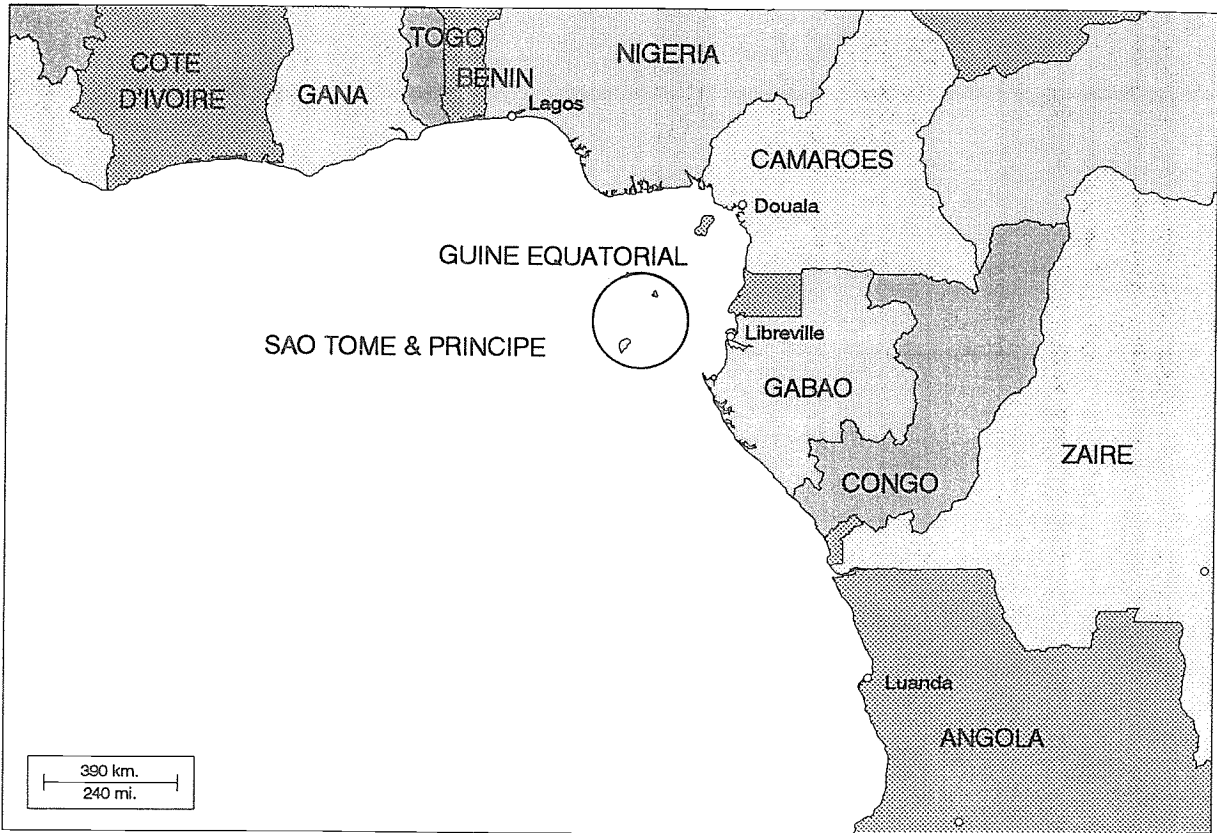 TOGO
NIGERIA
COTE
D'IVOIRE
GANA
BENIN
Lagos
CAMAROES
Douala
GUINE EQUATORIAL
SAO TOME & PRINCIPE
Libreville
GABAO
ZAIRE
CONGO
Luanda
ANGOLA
390 km.
240 mi.